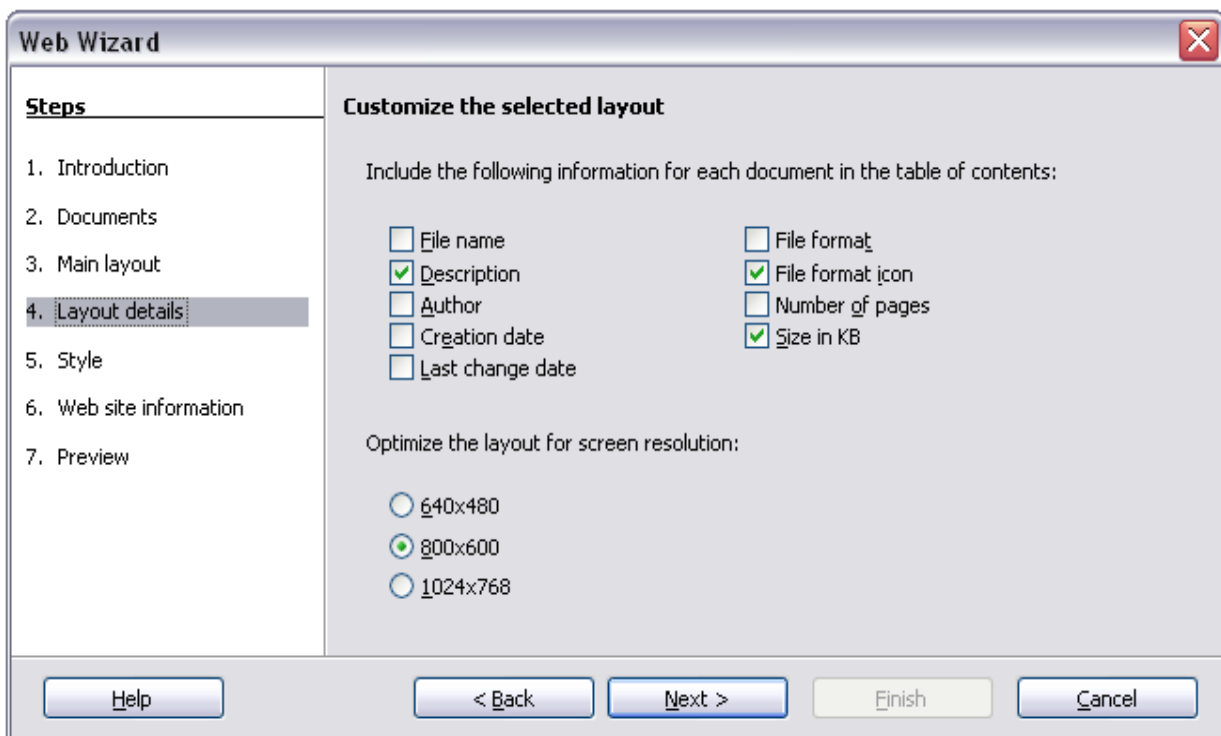 Web Wizard
Steps
1. Introduction
2. Documents
3. Main layout
4. Layout details
5. Style
6. Web site information
7. Preview
Customize the selected layout
Include the following information for each document in the table of contents:
File name
Description
Author
Creation date
Last change date
File format
File format icon
Number of pages
Size in KB
Optimize the layout for screen resolution:
640x480
800x600
1024x768
Help
< Back
Next >
Finish
Cancel